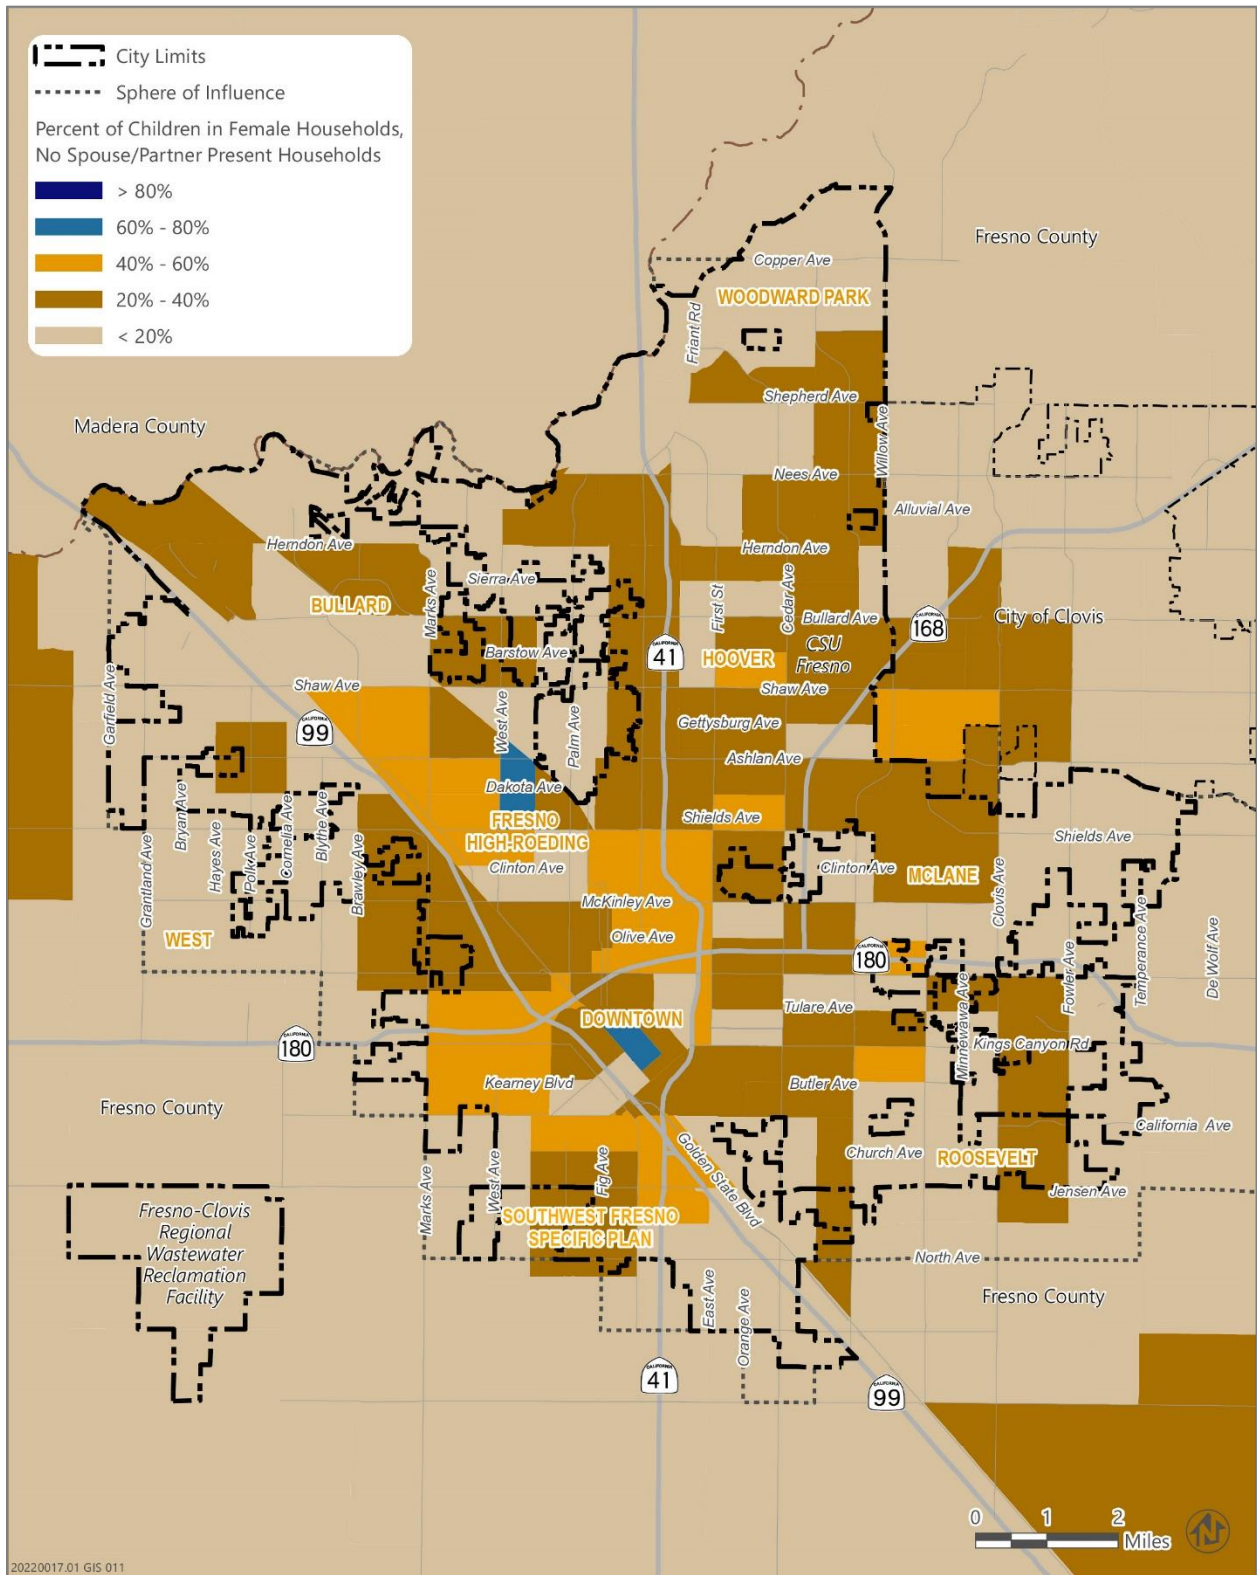 City Limits
Sphere of Influence
Percent of Children in Female Households,
No Spouse/Partner Present Households
> 80%
60% - 80%
40% - 60%
20% - 40%
< 20%
Fresno County
Copper Ave
WOODWARD PARK
Friant Rd
Shepherd Ave
Willow Ave
Madera County
Nees Ave
Alluvial Ave
Herndon Ave
Herndon Ave
Sierra Ave
Marks Ave
BULLARD
First St
Cedar Ave
Bullard Ave
CALIFORNIA
168
City of Clovis
Barstow Ave
CALIFORNIA
41
HOOVER
CSU
Fresno
Garfield Ave
Shaw Ave
Shaw Ave
CALIFORNIA
99
West Ave
Palm Ave
Gettysburg Ave
Ashlan Ave
Dakota Ave
Bryan Ave
Cornelia Ave
Blythe Ave
FRESNO
HIGH-ROEDING
Shields Ave
Shields Ave
Grantland Ave
Hayes Ave
Polk Ave
Brawley Ave
Clinton Ave
Clinton Ave
MCLANE
Clovis Ave
McKinley Ave
WEST
Olive Ave
Temperance Ave
De Wolf Ave
Fowler Ave
CALIFORNIA
180
DOWNTOWN
Tulare Ave
Minnewawa Ave
Kings Canyon Rd
CALIFORNIA
180
Kearney Blvd
Butler Ave
Fresno County
California Ave
Golden State Blvd
Church Ave
ROOSEVELT
Marks Ave
West Ave
Fig Ave
Jensen Ave
Fresno-Clovis
Regional
Wastewater
Reclamation
Facility
SOUTHWEST FRESNO
SPECIFIC PLAN
North Ave
East Ave
Orange Ave
Fresno County
CALIFORNIA
41
CALIFORNIA
99
0 1 2
Miles
N
20220017.01 GIS 011